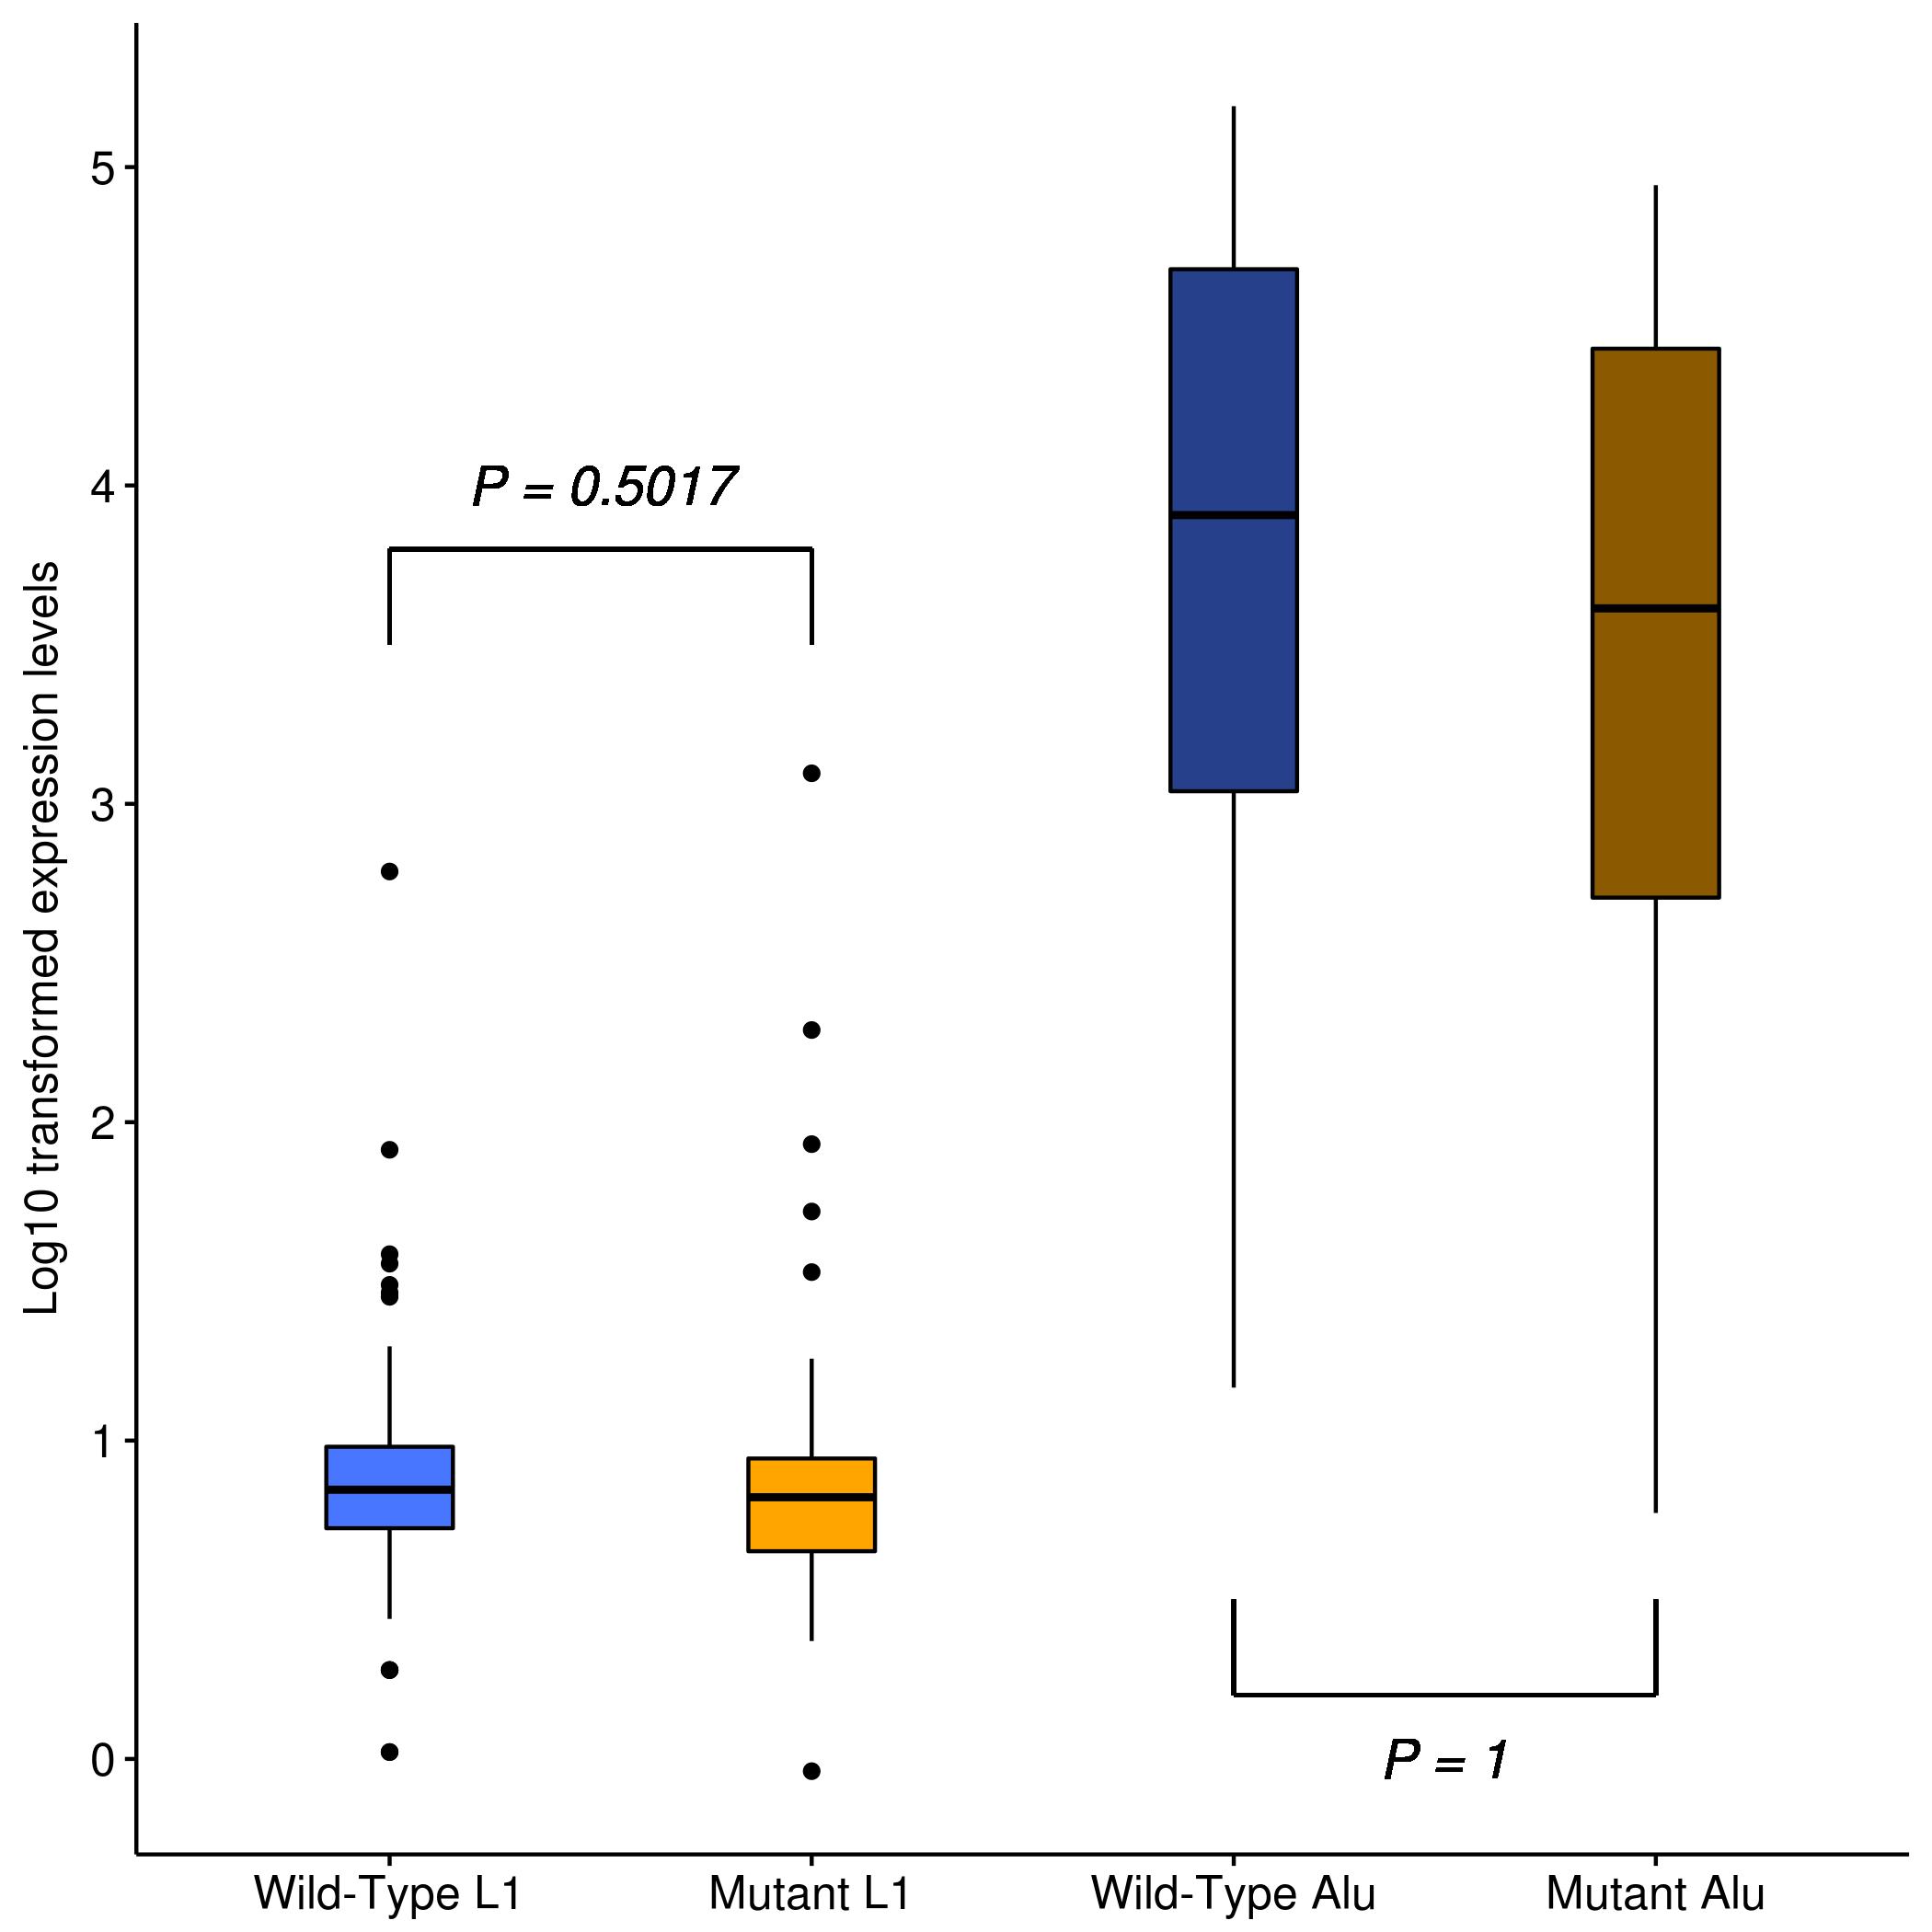 Log10 transformed expression levels
5
4
3
2
1
0
P = 0.5017
P = 1
Wild-Type L1
Mutant L1
Wild-Type Alu
Mutant Alu